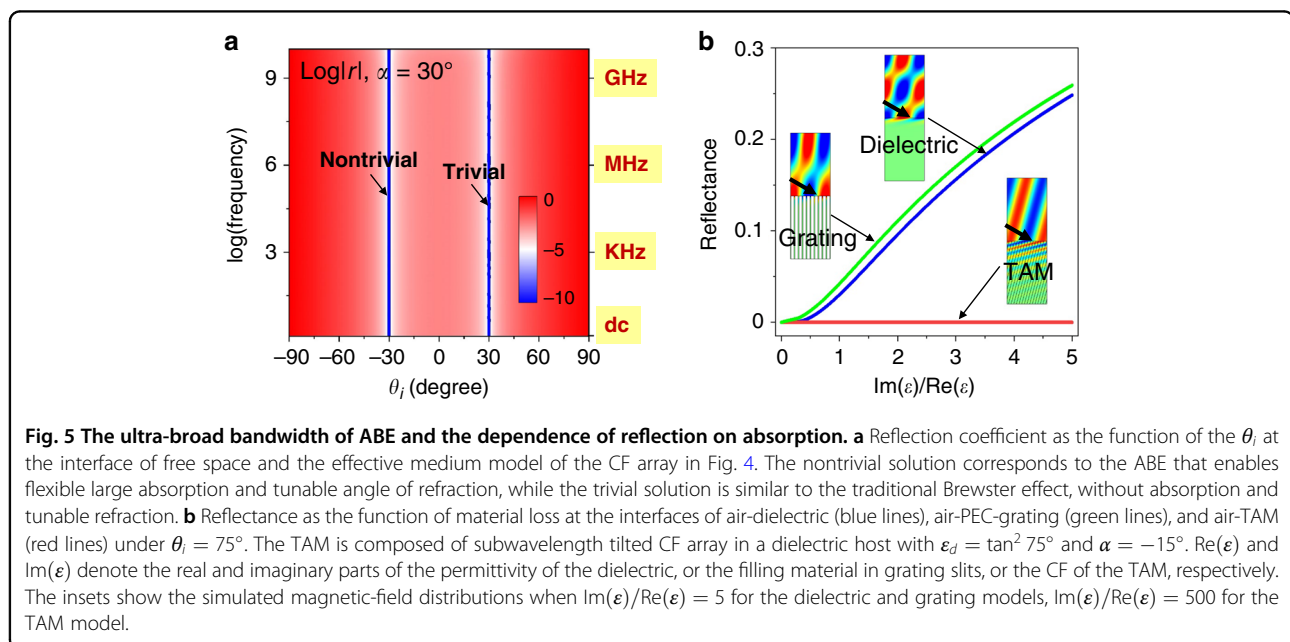 a
Log|r|, α = 30°
Nontrivial
Trivial
0
−5
−10
9
6
3
log(frequency)
GHz
MHz
KHz
dc
−90 −60 −30 0 30 60 90
θi (degree)
b
0.3
0.2
0.1
0
Reflectance
Dielectric
Grating
TAM
0 1 2 3 4 5
Im(ε)/Re(ε)
Fig. 5 The ultra-broad bandwidth of ABE and the dependence of reflection on absorption. a Reflection coefficient as the function of the θi at
the interface of free space and the effective medium model of the CF array in Fig. 4. The nontrivial solution corresponds to the ABE that enables
flexible large absorption and tunable angle of refraction, while the trivial solution is similar to the traditional Brewster effect, without absorption and
tunable refraction. b Reflectance as the function of material loss at the interfaces of air-dielectric (blue lines), air-PEC-grating (green lines), and air-TAM
(red lines) under θi = 75°. The TAM is composed of subwavelength tilted CF array in a dielectric host with εd = tan² 75° and α = −15°. Re(ε) and
Im(ε) denote the real and imaginary parts of the permittivity of the dielectric, or the filling material in grating slits, or the CF of the TAM, respectively.
The insets show the simulated magnetic-field distributions when Im(ε)/Re(ε) = 5 for the dielectric and grating models, Im(ε)/Re(ε) = 500 for the
TAM model.